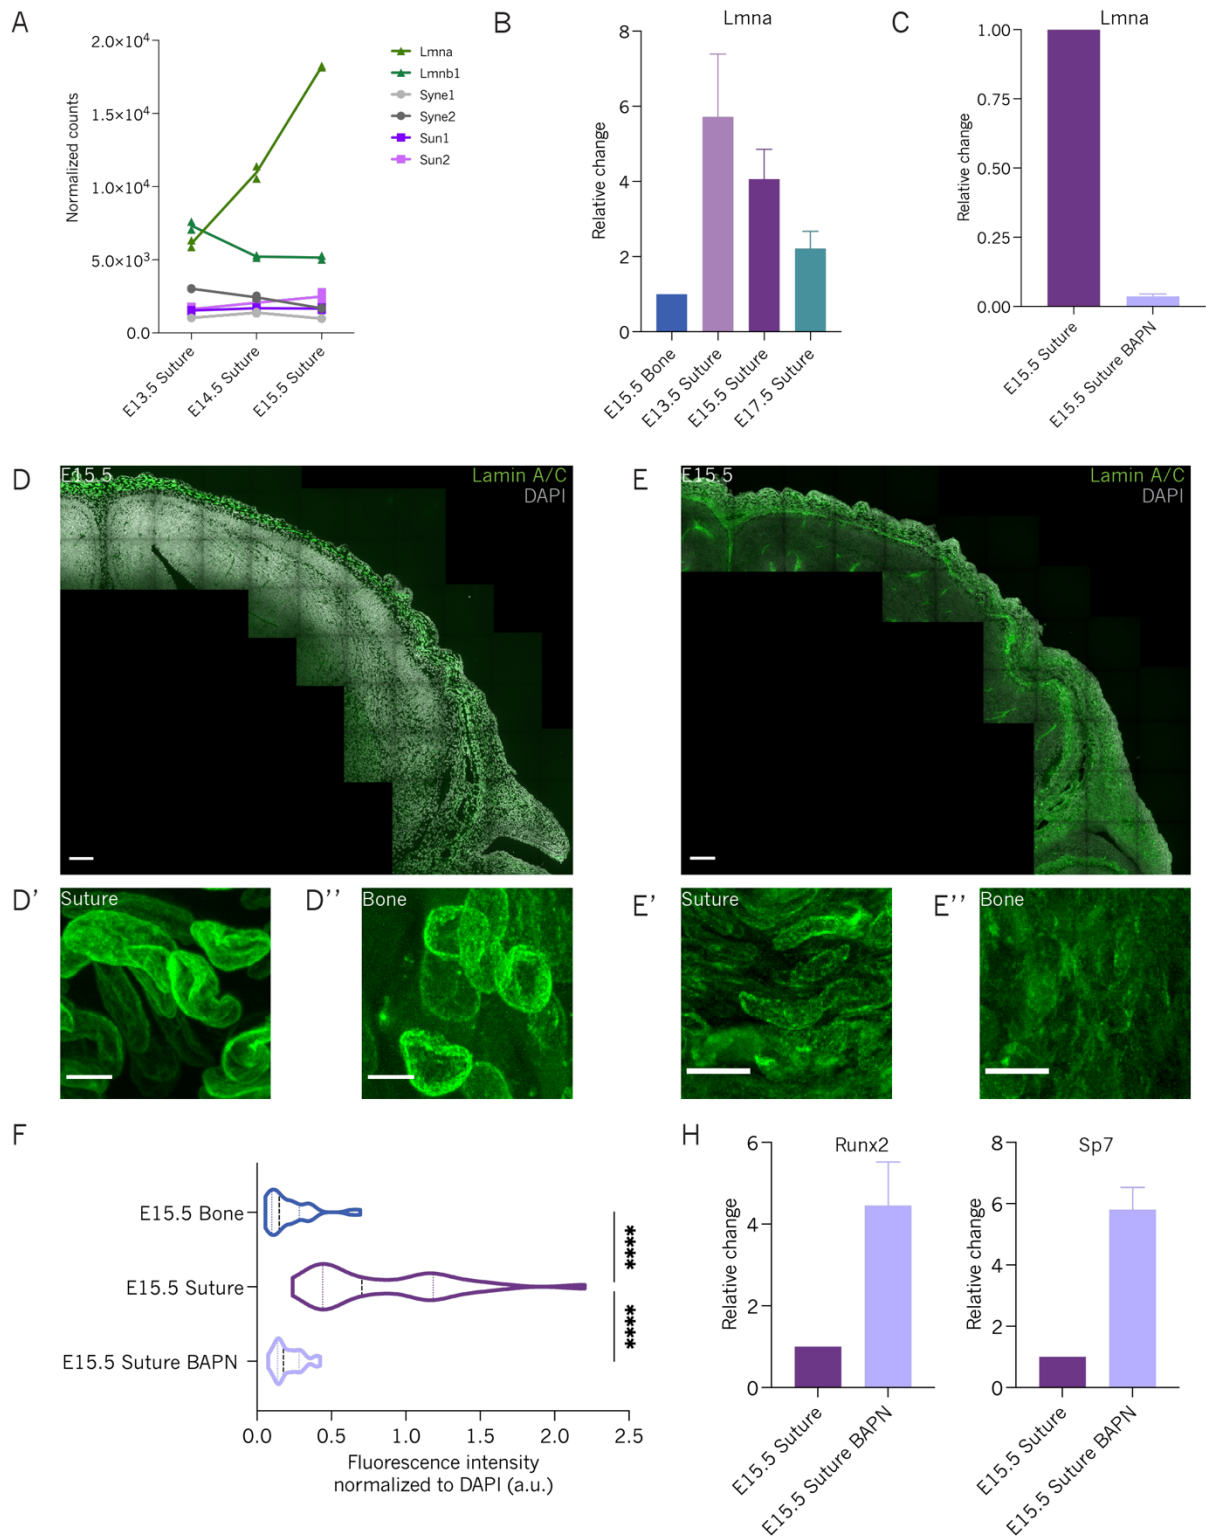 A
Normalized counts
2.0×10⁴
1.5×10⁴
1.0×10⁴
5.0×10³
0.0
E13.5 Suture
E14.5 Suture
E15.5 Suture
Lmna
Lmnb1
Syne1
Syne2
Sun1
Sun2
B
Lmna
Relative change
8
6
4
2
0
E15.5 Bone
E13.5 Suture
E15.5 Suture
E17.5 Suture
C
Lmna
Relative change
1.00
0.75
0.50
0.25
0.00
E15.5 Suture
E15.5 Suture BAPN
D
E15.5
Lamin A/C
DAPI
E
E15.5
Lamin A/C
DAPI
D'
Suture
D''
Bone
E'
Suture
E''
Bone
F
E15.5 Bone
E15.5 Suture
E15.5 Suture BAPN
****
****
0.0 0.5 1.0 1.5 2.0 2.5
Fluorescence intensity
normalized to DAPI (a.u.)
H
Runx2
Relative change
6
4
2
0
E15.5 Suture
E15.5 Suture BAPN
Sp7
Relative change
8
6
4
2
0
E15.5 Suture
E15.5 Suture BAPN